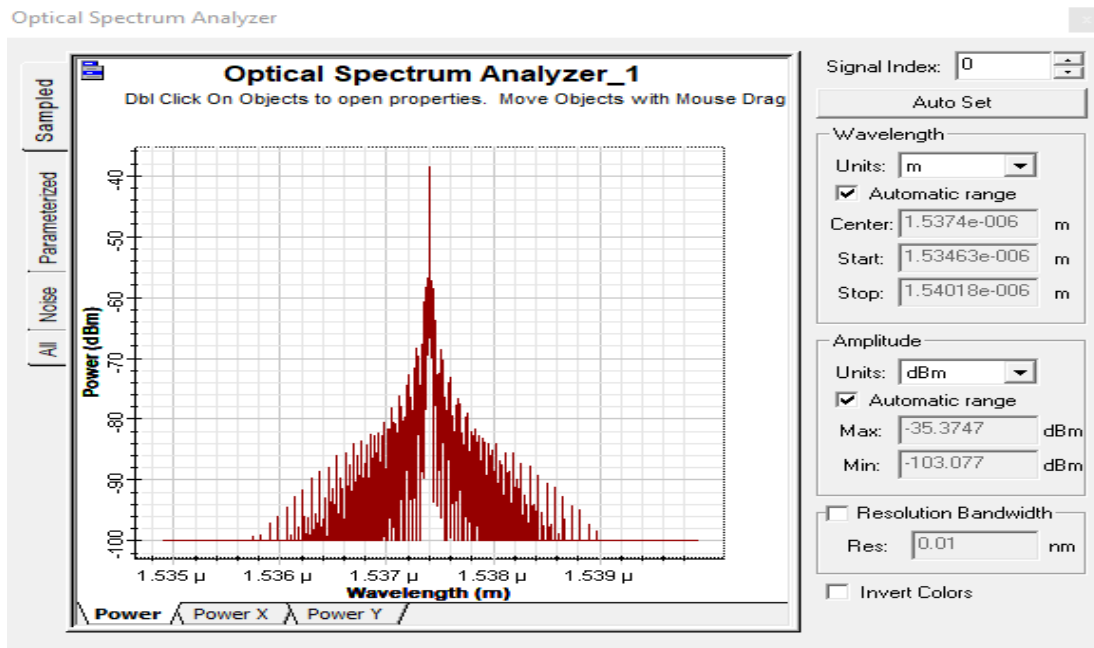 Optical Spectrum Analyzer
Sampled
Parameterized
Noise
All
Optical Spectrum Analyzer_1
Dbl Click On Objects to open properties. Move Objects with Mouse Drag
Power (dBm)
-40
-50
-60
-70
-80
-90
-100
1.535 µ
1.536 µ
1.537 µ
1.538 µ
1.539 µ
Wavelength (m)
Power
Power X
Power Y
Signal Index: 0
Auto Set
Wavelength
Units: m
Automatic range
Center: 1.5374e-006 m
Start: 1.53463e-006 m
Stop: 1.54018e-006 m
Amplitude
Units: dBm
Automatic range
Max: -35.3747 dBm
Min: -103.077 dBm
Resolution Bandwidth
Res: 0.01 nm
Invert Colors